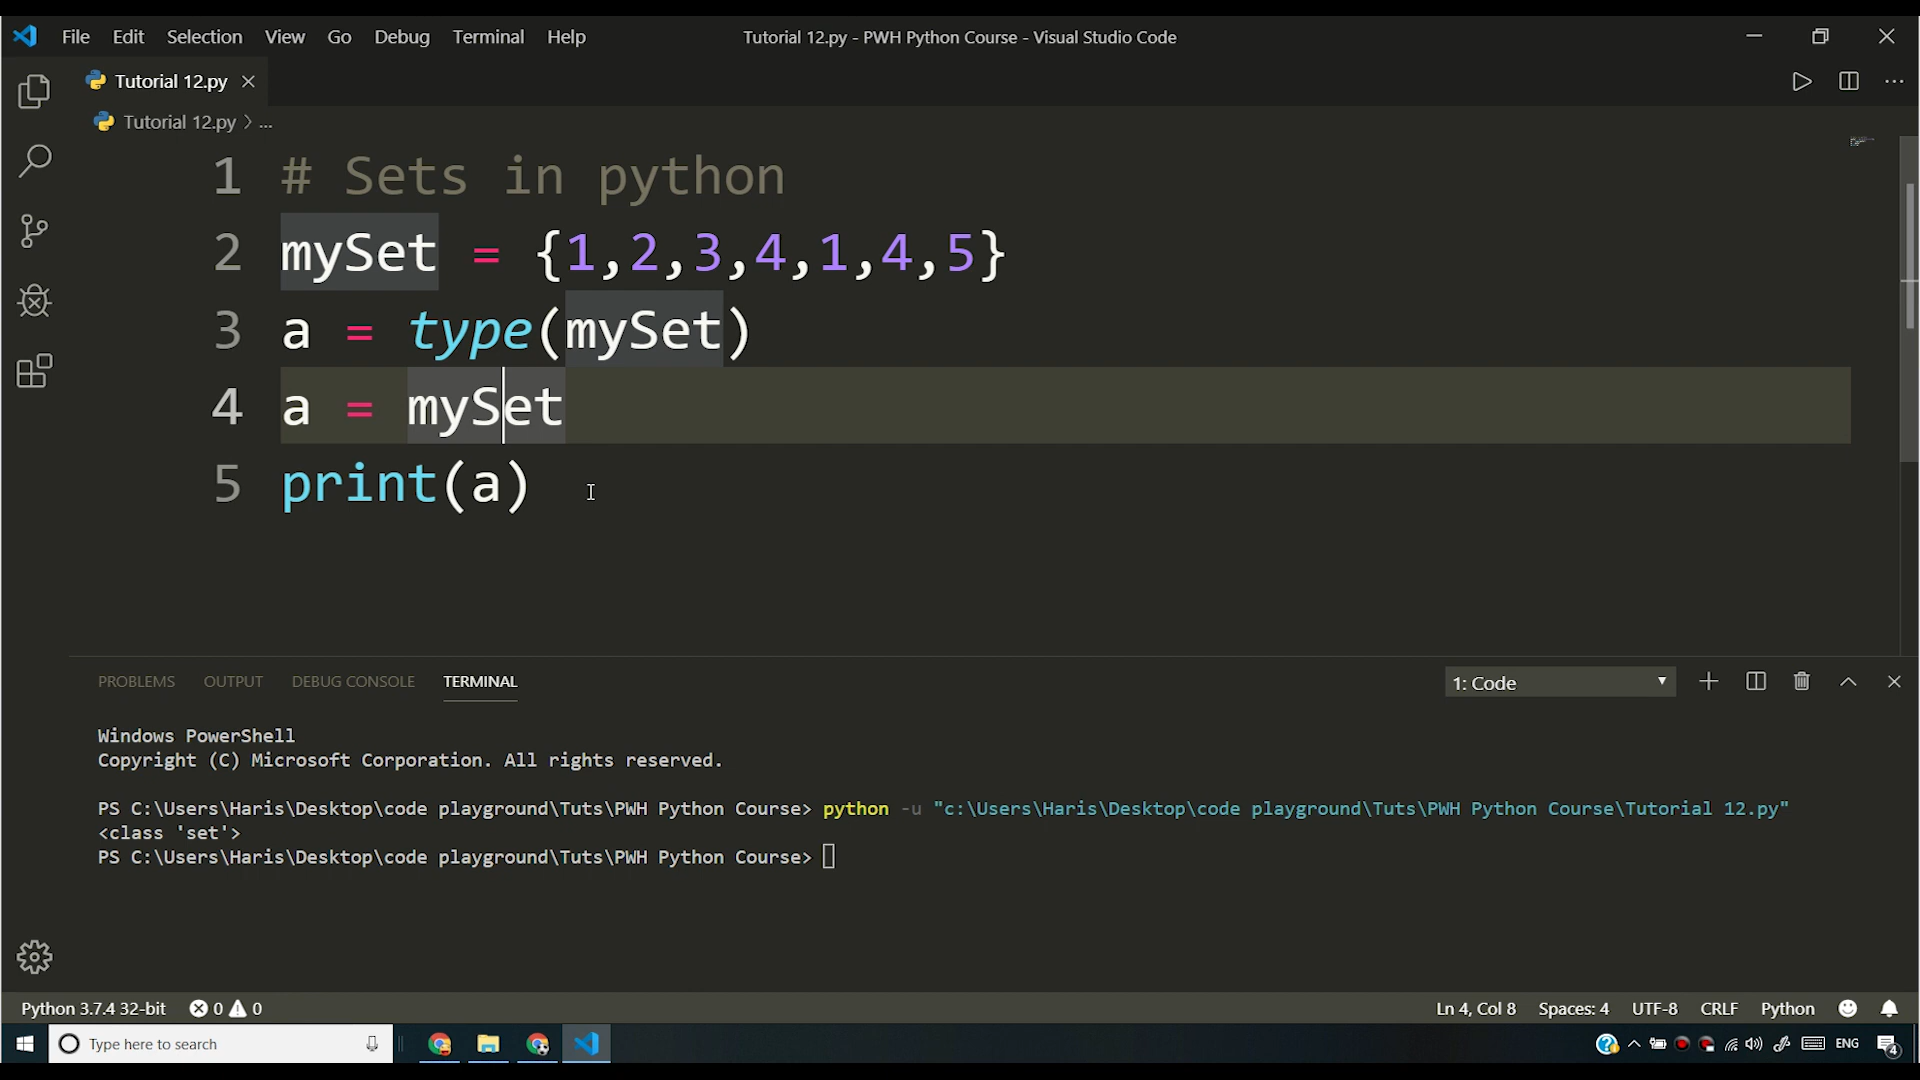 File Edit Selection View Go Debug Terminal Help Tutorial 12.py - PWH Python Course - Visual Studio Code
Tutorial 12.py
Tutorial 12.py > ...
1 # Sets in python
2 mySet = {1,2,3,4,1,4,5}
3 a = type(mySet)
4 a = mySet
5 print(a)
PROBLEMS OUTPUT DEBUG CONSOLE TERMINAL 1: Code
Windows PowerShell
Copyright (C) Microsoft Corporation. All rights reserved.
PS C:\Users\Haris\Desktop\code playground\Tuts\PWH Python Course> python -u "c:\Users\Haris\Desktop\code playground\Tuts\PWH Python Course\Tutorial 12.py"
<class 'set'>
PS C:\Users\Haris\Desktop\code playground\Tuts\PWH Python Course>
Python 3.7.4 32-bit 0 0 Ln 4, Col 8 Spaces: 4 UTF-8 CRLF Python
Type here to search ENG 4